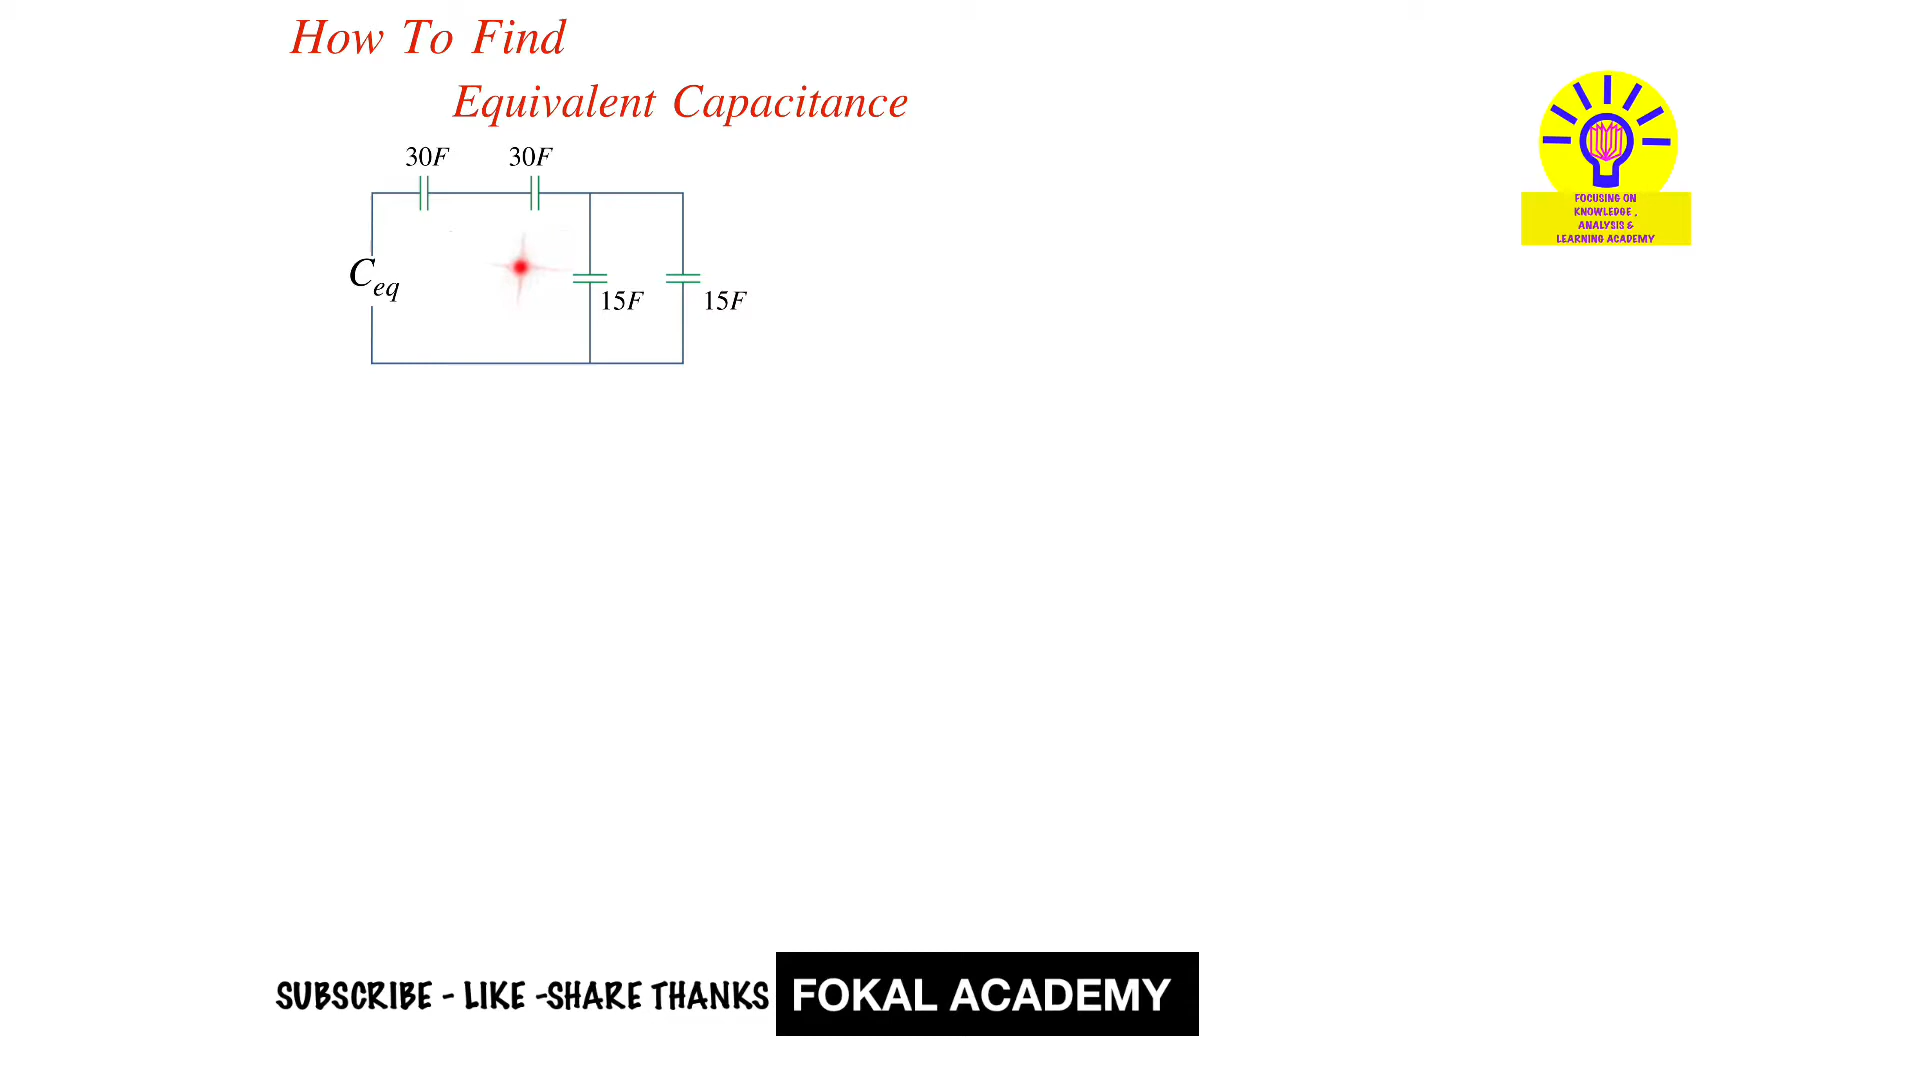 How To Find
Equivalent Capacitance
30F 30F
C_eq
15F 15F
FOCUSING ON
KNOWLEDGE ,
ANALYSIS &
LEARNING ACADEMY
SUBSCRIBE - LIKE -SHARE THANKS FOKAL ACADEMY